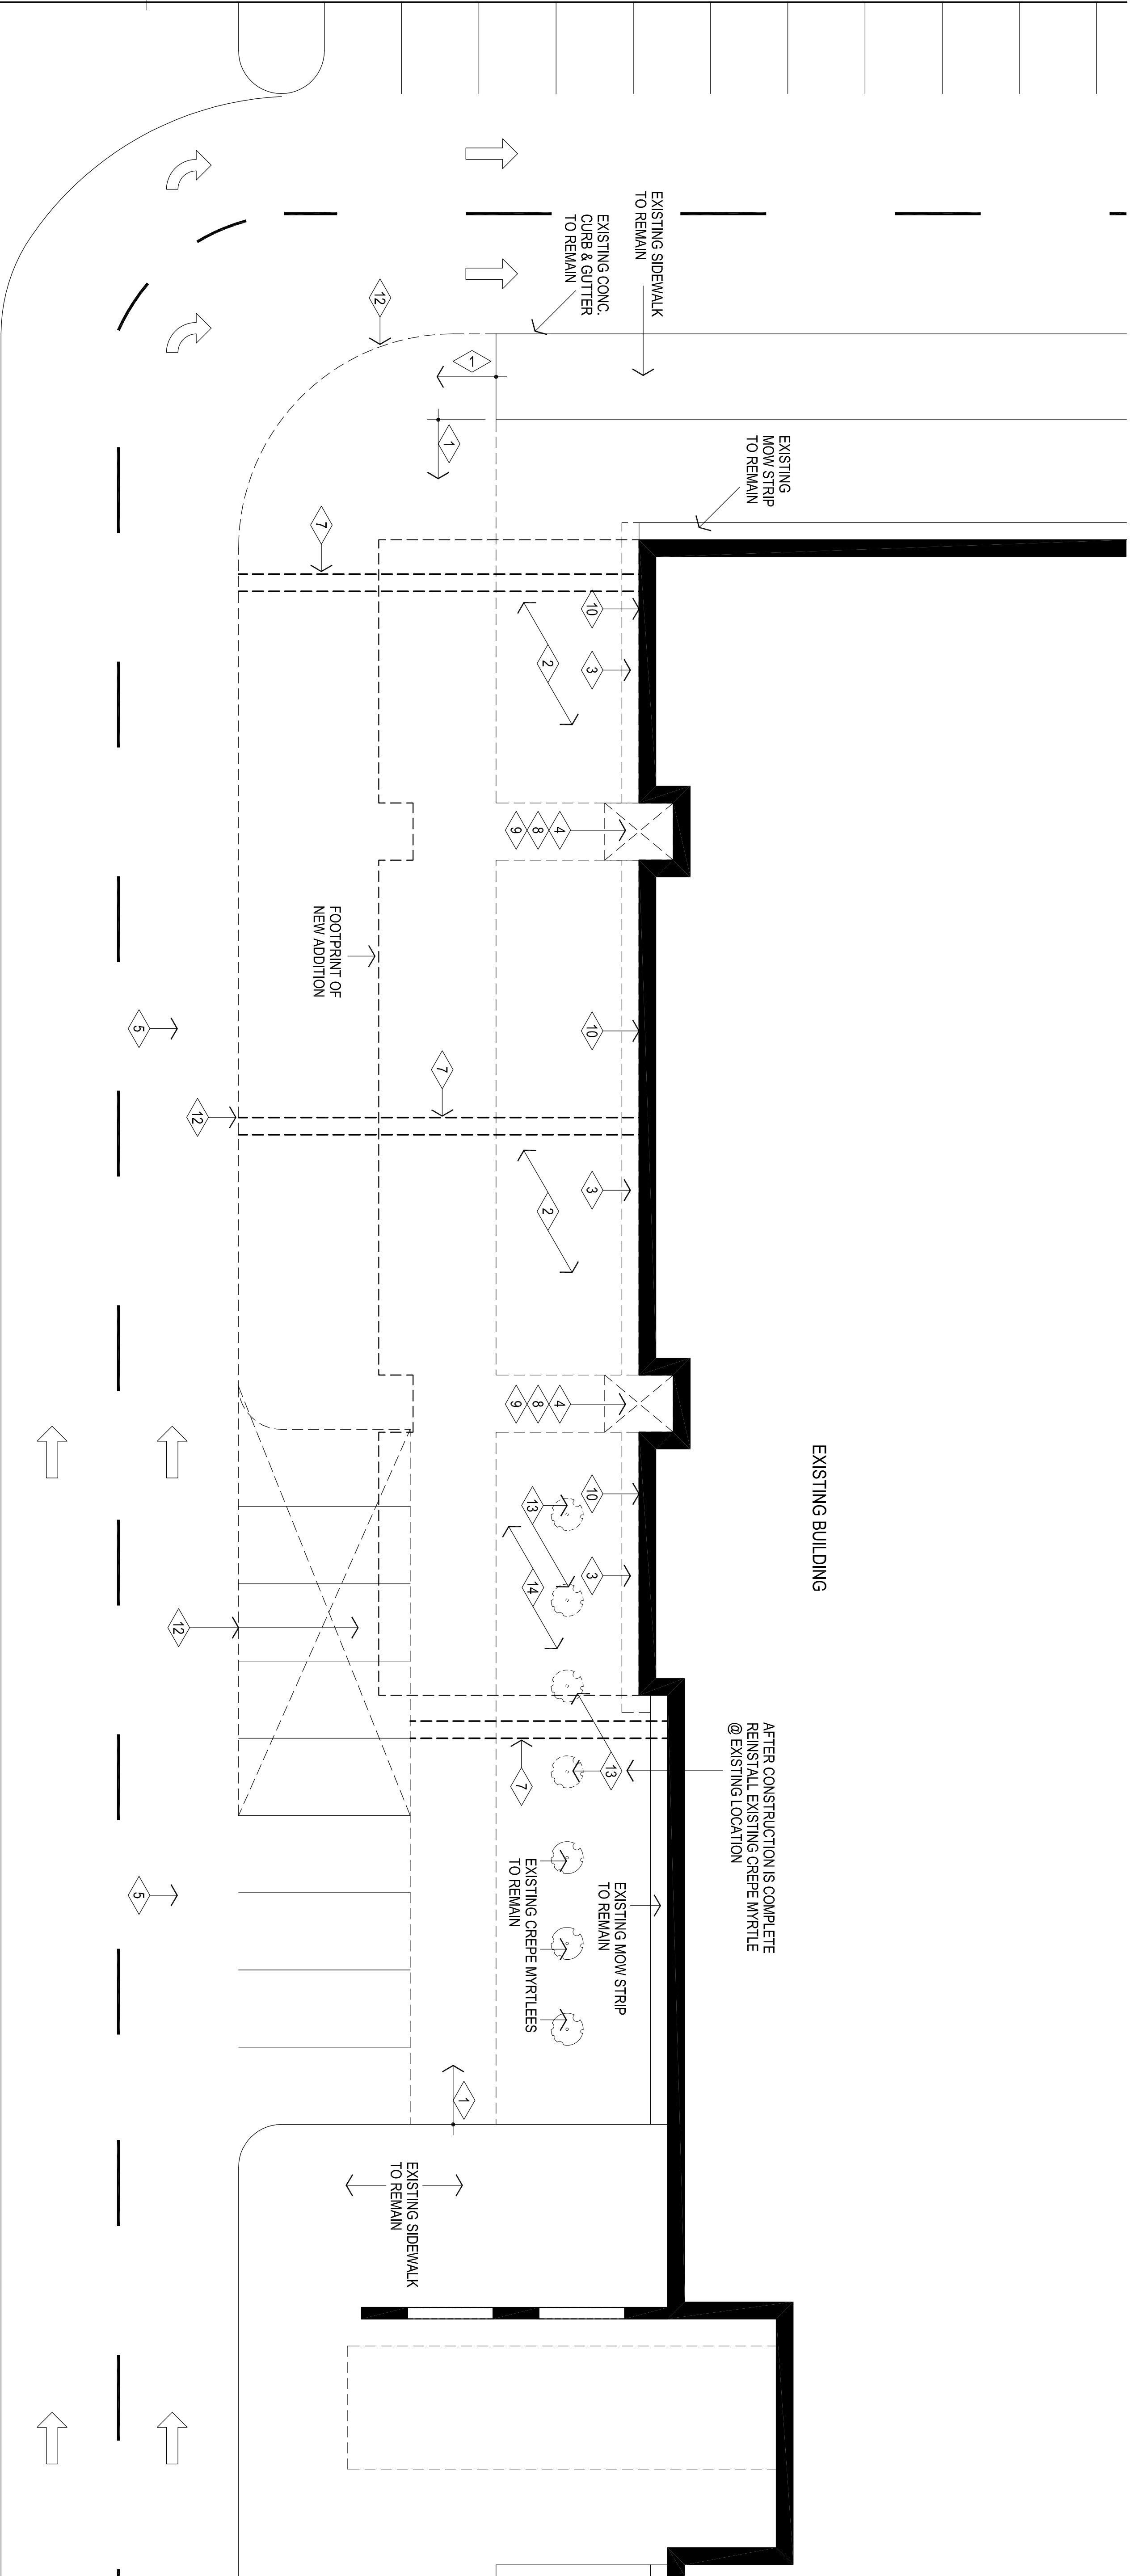 EXISTING SIDEWALK
TO REMAIN
EXISTING CONC.
CURB & GUTTER
TO REMAIN
12
1
1
EXISTING
MOW STRIP
TO REMAIN
7
10
3
2
4
8
9
FOOTPRINT OF
NEW ADDITION
10
5
7
12
3
2
4
8
9
EXISTING BUILDING
10
13
3
14
12
AFTER CONSTRUCTION IS COMPLETE
REINSTALL EXISTING CREPE MYRTLE
@ EXISTING LOCATION
13
7
5
EXISTING MOW STRIP
TO REMAIN
EXISTING CREPE MYRTLEES
TO REMAIN
1
EXISTING SIDEWALK
TO REMAIN